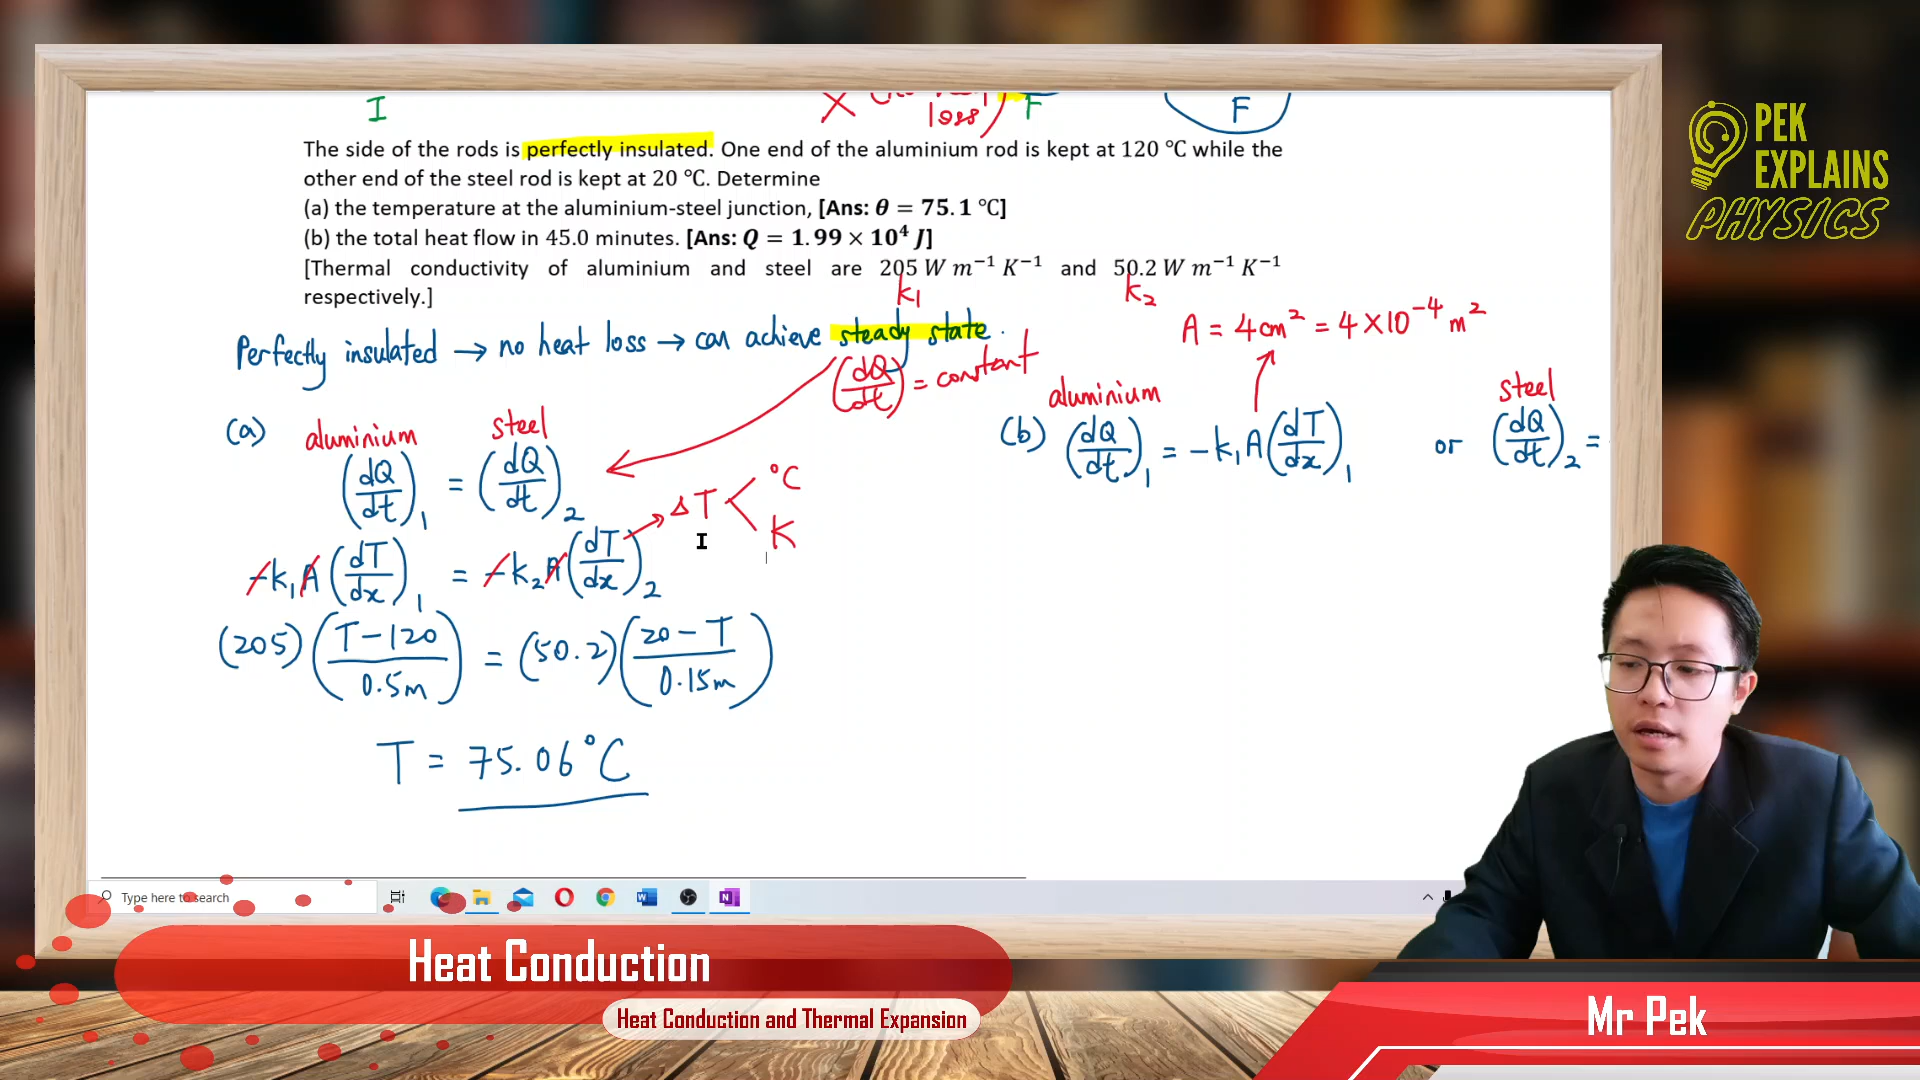 I
loss)
F
F
The side of the rods is perfectly insulated. One end of the aluminium rod is kept at 120 °C while the
other end of the steel rod is kept at 20 °C. Determine
(a) the temperature at the aluminium-steel junction, [Ans: θ = 75.1 °C]
(b) the total heat flow in 45.0 minutes. [Ans: Q = 1.99 × 10⁴ J]
[Thermal conductivity of aluminium and steel are 205 W m⁻¹ K⁻¹ and 50.2 W m⁻¹ K⁻¹
respectively.]
k₁ k₂
Perfectly insulated → no heat loss → can achieve steady state.
(dQ/dt) = constant
A = 4cm² = 4×10⁻⁴ m²
(a) aluminium steel
(dQ/dt)₁ = (dQ/dt)₂
-k₁A(dT/dx)₁ = -k₂A(dT/dx)₂
ΔT < °C
K
(205)(T-120/0.5m) = (50.2)(20-T/0.15m)
T = 75.06°C
aluminium steel
(b) (dQ/dt)₁ = -k₁A(dT/dx)₁ or (dQ/dt)₂ =
Type here to search
Heat Conduction
Heat Conduction and Thermal Expansion
PEK
EXPLAINS
PHYSICS
Mr Pek